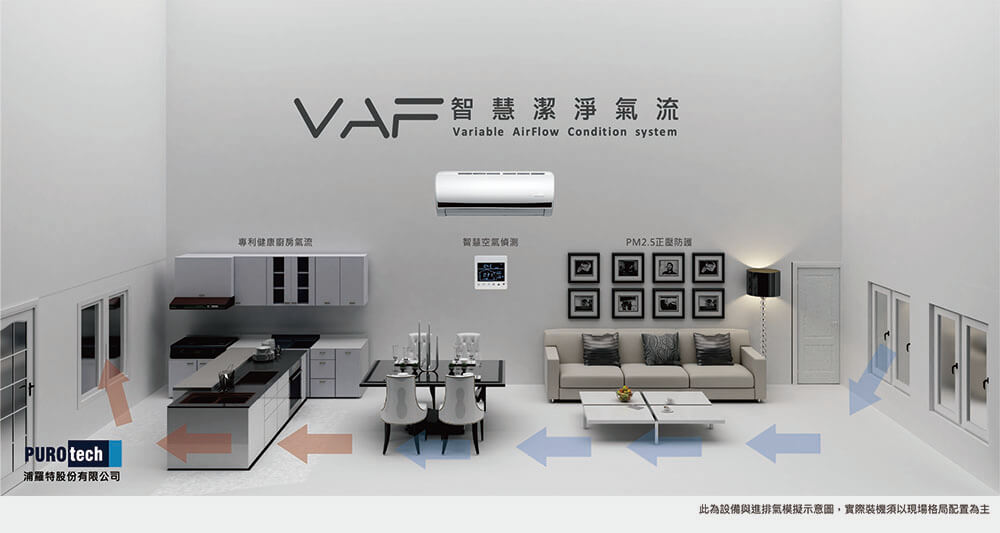 VAF 智慧潔淨氣流
Variable AirFlow Condition system
專利健康廚房氣流
智慧空氣偵測
PM2.5正壓防護
PUROtech
浦羅特股份有限公司
此為設備與進排氣模擬示意圖，實際裝機須以現場格局配置為主